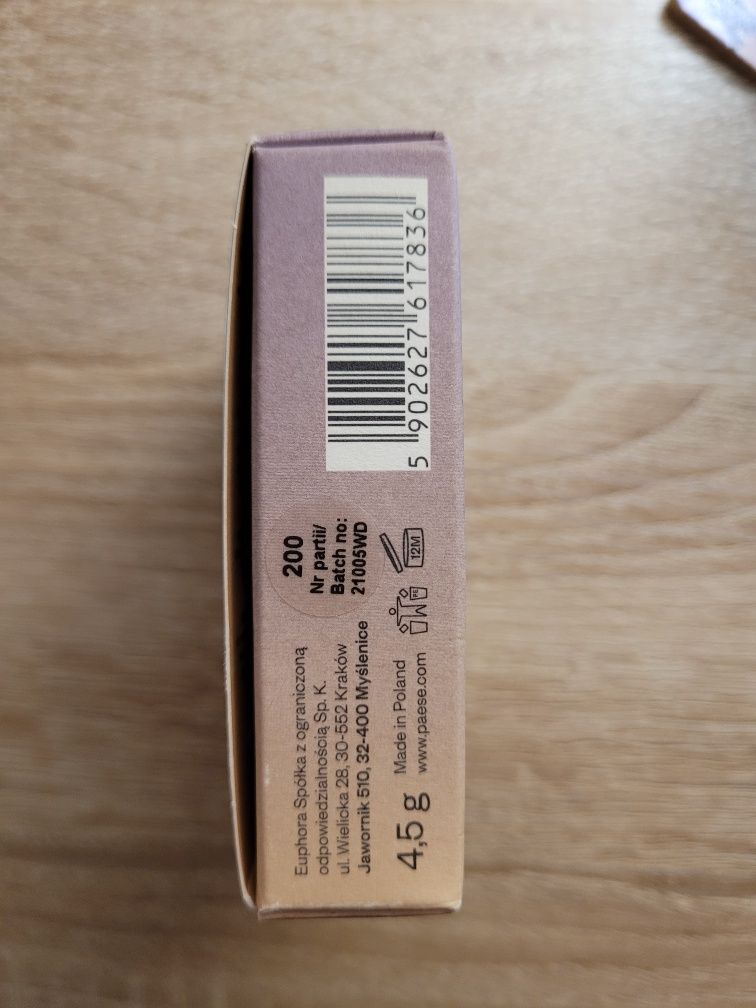 Euphora Spółka z ograniczoną
odpowiedzialnością Sp. K.
ul. Wielicka 28, 30-552 Kraków
Jawornik 510, 32-400 Myślenice
4,5 g
Made in Poland
www.paese.com
PE
12M
200
Nr partii/
Batch no:
21005WD
5 902627 617836